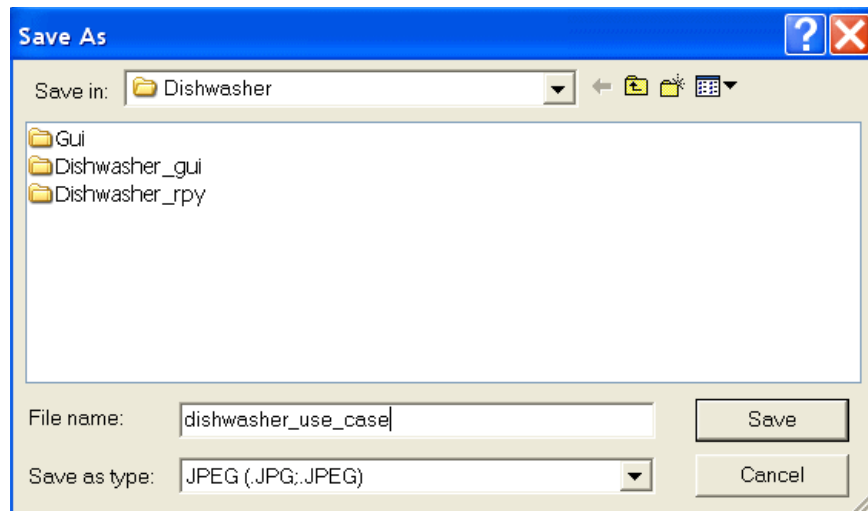 Save As
Save in: Dishwasher
Gui
Dishwasher_gui
Dishwasher_rpy
File name: dishwasher_use_case
Save
Save as type: JPEG (.JPG;.JPEG)
Cancel